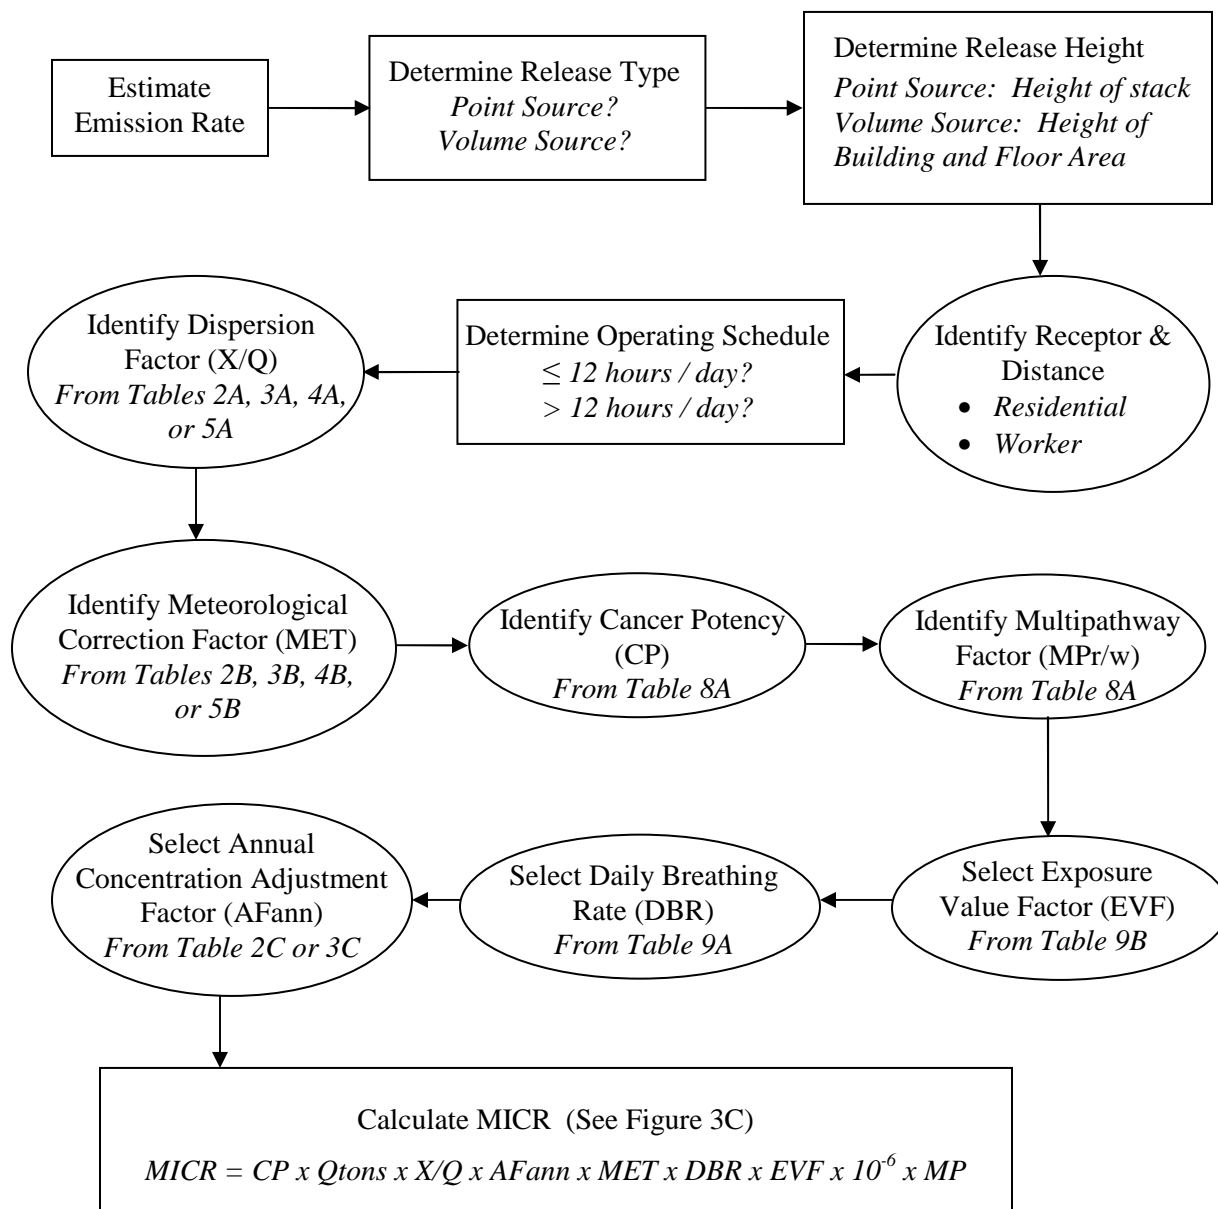 Estimate
Emission Rate
Determine Release Type
Point Source?
Volume Source?
Determine Release Height
Point Source: Height of stack
Volume Source: Height of
Building and Floor Area
Identify Receptor &
Distance
• Residential
• Worker
Determine Operating Schedule
≤ 12 hours / day?
> 12 hours / day?
Identify Dispersion
Factor (X/Q)
From Tables 2A, 3A, 4A,
or 5A
Identify Meteorological
Correction Factor (MET)
From Tables 2B, 3B, 4B,
or 5B
Identify Cancer Potency
(CP)
From Table 8A
Identify Multipathway
Factor (MPr/w)
From Table 8A
Select Exposure
Value Factor (EVF)
From Table 9B
Select Daily Breathing
Rate (DBR)
From Table 9A
Select Annual
Concentration Adjustment
Factor (AFann)
From Table 2C or 3C
Calculate MICR (See Figure 3C)
MICR = CP x Qtons x X/Q x AFann x MET x DBR x EVF x 10⁻⁶ x MP